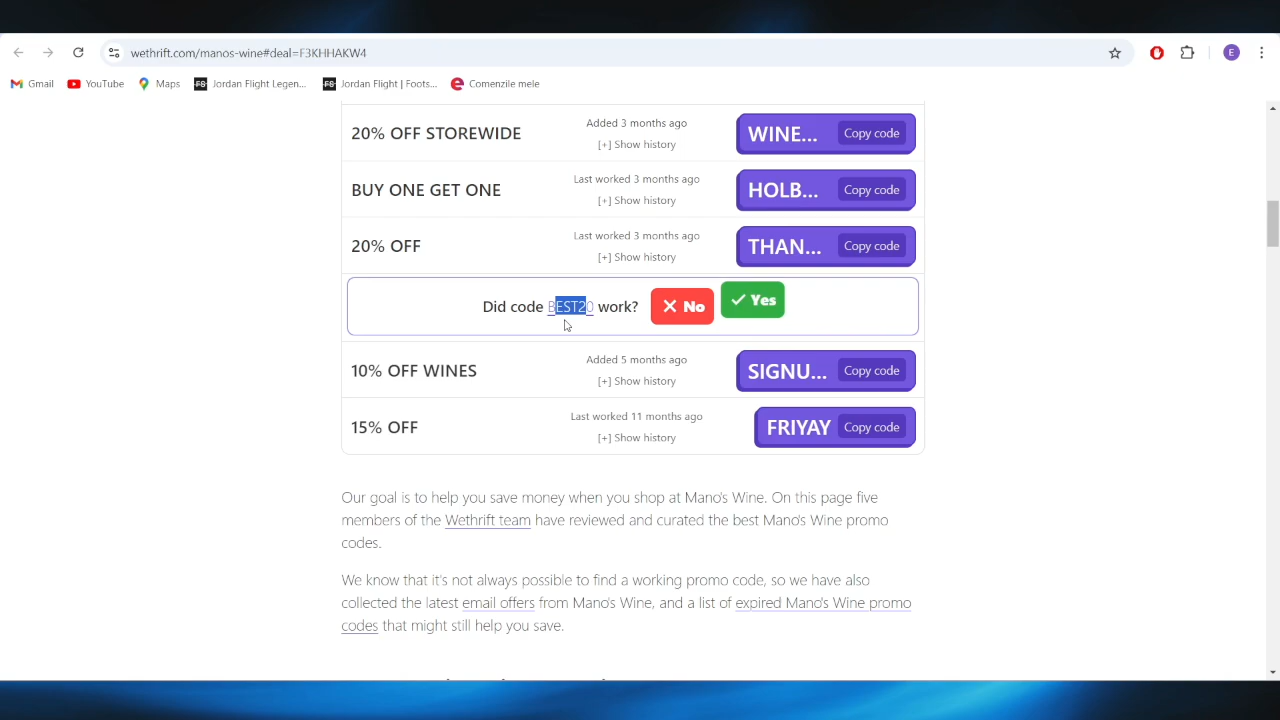 wethrift.com/manos-wine#deal=F3KHHAKW4
E
Gmail YouTube Maps FS Jordan Flight Legen... FS Jordan Flight | Foots... e Comenzile mele
20% OFF STOREWIDE
Added 3 months ago
[+] Show history
WINE... Copy code
BUY ONE GET ONE
Last worked 3 months ago
[+] Show history
HOLB... Copy code
20% OFF
Last worked 3 months ago
[+] Show history
THAN... Copy code
Did code BEST20 work? No Yes
10% OFF WINES
Added 5 months ago
[+] Show history
SIGNU... Copy code
15% OFF
Last worked 11 months ago
[+] Show history
FRIYAY Copy code
Our goal is to help you save money when you shop at Mano's Wine. On this page five
members of the Wethrift team have reviewed and curated the best Mano's Wine promo
codes.
We know that it's not always possible to find a working promo code, so we have also
collected the latest email offers from Mano's Wine, and a list of expired Mano's Wine promo
codes that might still help you save.